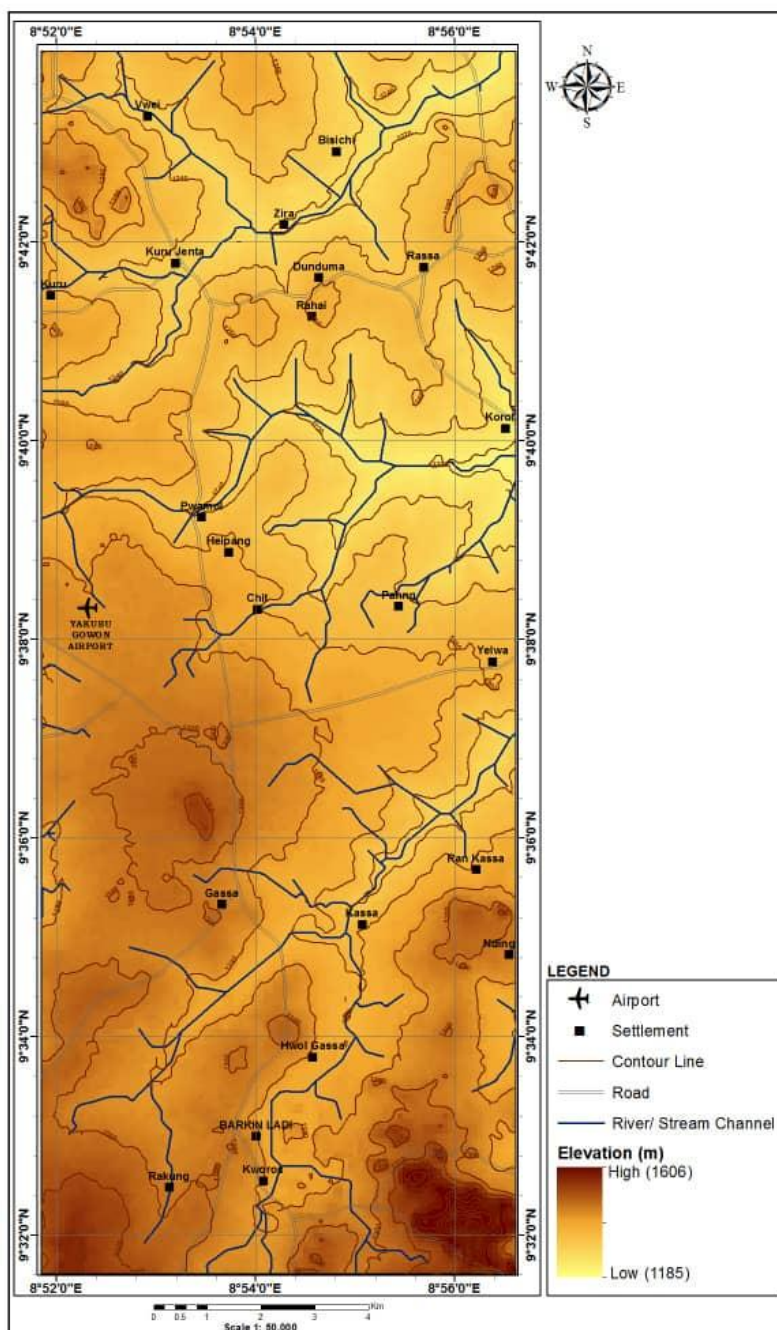 8°52'0"E 8°54'0"E 8°56'0"E
N
W E
S
Vwei
Bisichi
Zira
9°42'0"N 9°42'0"N
Kuru Jenta
Dunduma
Rassa
Kuru
Rahai
Korot
9°40'0"N 9°40'0"N
Pwamol
Heipang
Chit
Pahng
YAKUBU
GOWON
AIRPORT
9°38'0"N 9°38'0"N
Yelwa
9°36'0"N 9°36'0"N
Ran Kassa
Gassa
Kassa
Nding
9°34'0"N 9°34'0"N
Hwol Gassa
BARKIN LADI
Kworos
Rakung
9°32'0"N 9°32'0"N
8°52'0"E 8°54'0"E 8°56'0"E
0 0.5 1 2 3 4
Km
Scale 1: 50,000
LEGEND
Airport
Settlement
Contour Line
Road
River/ Stream Channel
Elevation (m)
High (1606)
Low (1185)